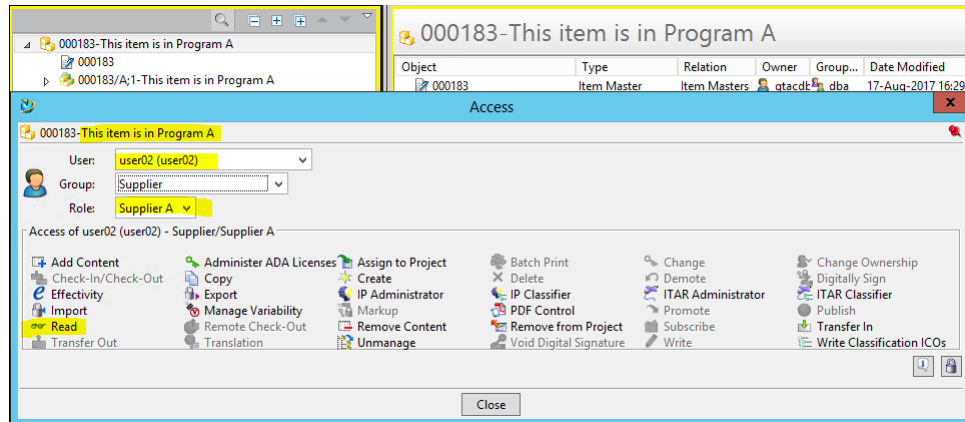 000183-This item is in Program A
000183
000183/A;1-This item is in Program A
000183-This item is in Program A
Object Type Relation Owner Group... Date Modified
000183 Item Master Item Masters dba 17-Aug-2017 16:29
Access
X
000183-This item is in Program A
User: user02 (user02)
Group: Supplier
Role: Supplier A
Access of user02 (user02) - Supplier/Supplier A
Add Content Administer ADA Licenses Assign to Project Batch Print Change Change Ownership
Check-In/Check-Out Copy Create Delete Demote Digitally Sign
Effectivity Export IP Administrator IP Classifier ITAR Administrator ITAR Classifier
Import Manage Variability Markup PDF Control Promote Publish
Read Remote Check-Out Remove Content Remove from Project Subscribe Transfer In
Transfer Out Translation Unmanage Void Digital Signature Write Write Classification ICOs
Close